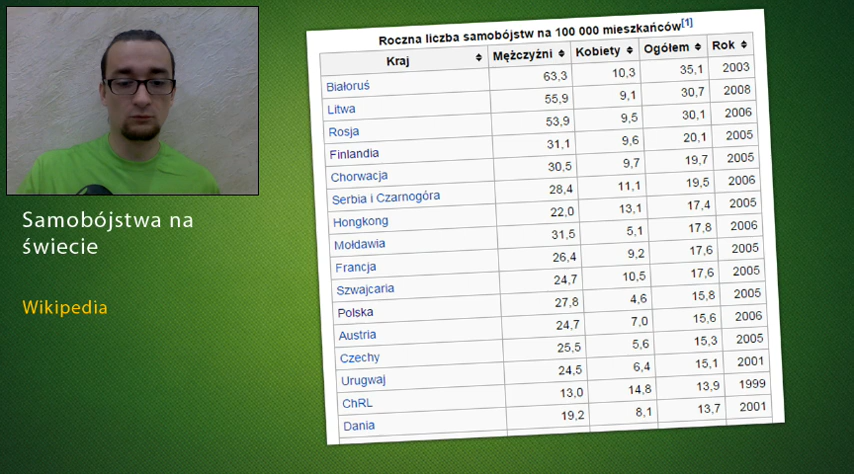 Samobójstwa na
świecie
Wikipedia
Roczna liczba samobójstw na 100 000 mieszkańców[1]
Kraj Mężczyźni Kobiety Ogółem Rok
Białoruś 63,3 10,3 35,1 2003
Litwa 55,9 9,1 30,7 2008
Rosja 53,9 9,5 30,1 2006
Finlandia 31,1 9,6 20,1 2005
Chorwacja 30,5 9,7 19,7 2005
Serbia i Czarnogóra 28,4 11,1 19,5 2006
Hongkong 22,0 13,1 17,4 2005
Mołdawia 31,5 5,1 17,8 2006
Francja 26,4 9,2 17,6 2005
Szwajcaria 24,7 10,5 17,6 2005
Polska 27,8 4,6 15,8 2005
Austria 24,7 7,0 15,6 2006
Czechy 25,5 5,6 15,3 2005
Urugwaj 24,5 6,4 15,1 2001
ChRL 13,0 14,8 13,9 1999
Dania 19,2 8,1 13,7 2001